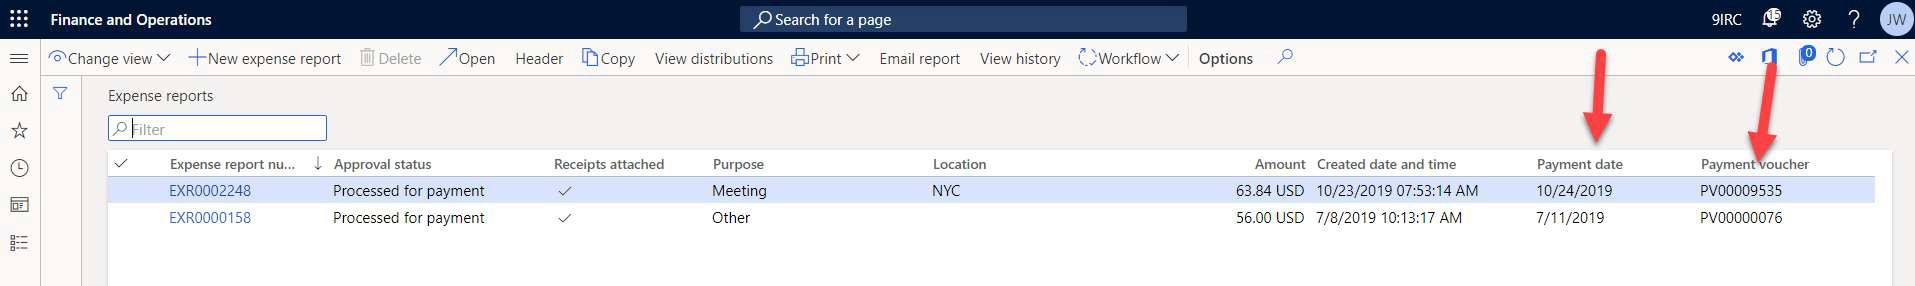 Finance and Operations Search for a page 9IRC 15 ? JW
Change view New expense report Delete Open Header Copy View distributions Print Email report View history Workflow Options 0
Expense reports
Filter
Expense report nu... Approval status Receipts attached Purpose Location Amount Created date and time Payment date Payment voucher
EXR0002248 Processed for payment Meeting NYC 63.84 USD 10/23/2019 07:53:14 AM 10/24/2019 PV00009535
EXR0000158 Processed for payment Other 56.00 USD 7/8/2019 10:13:17 AM 7/11/2019 PV00000076